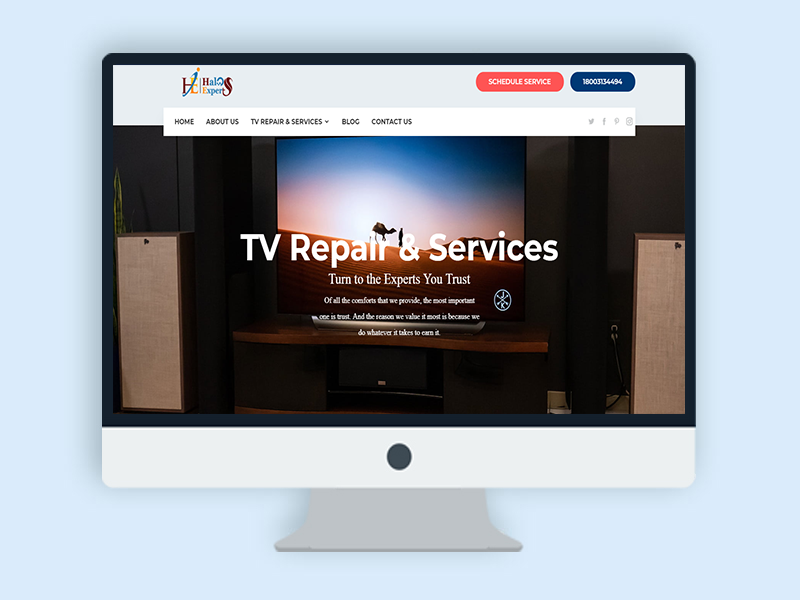 HE Halos
Experts
SCHEDULE SERVICE
18003134494
HOME ABOUT US TV REPAIR & SERVICES BLOG CONTACT US
TV Repair & Services
Turn to the Experts You Trust
Of all the comforts that we provide, the most important
one is trust. And the reason we value it most is because we
do whatever it takes to earn it.
J
K